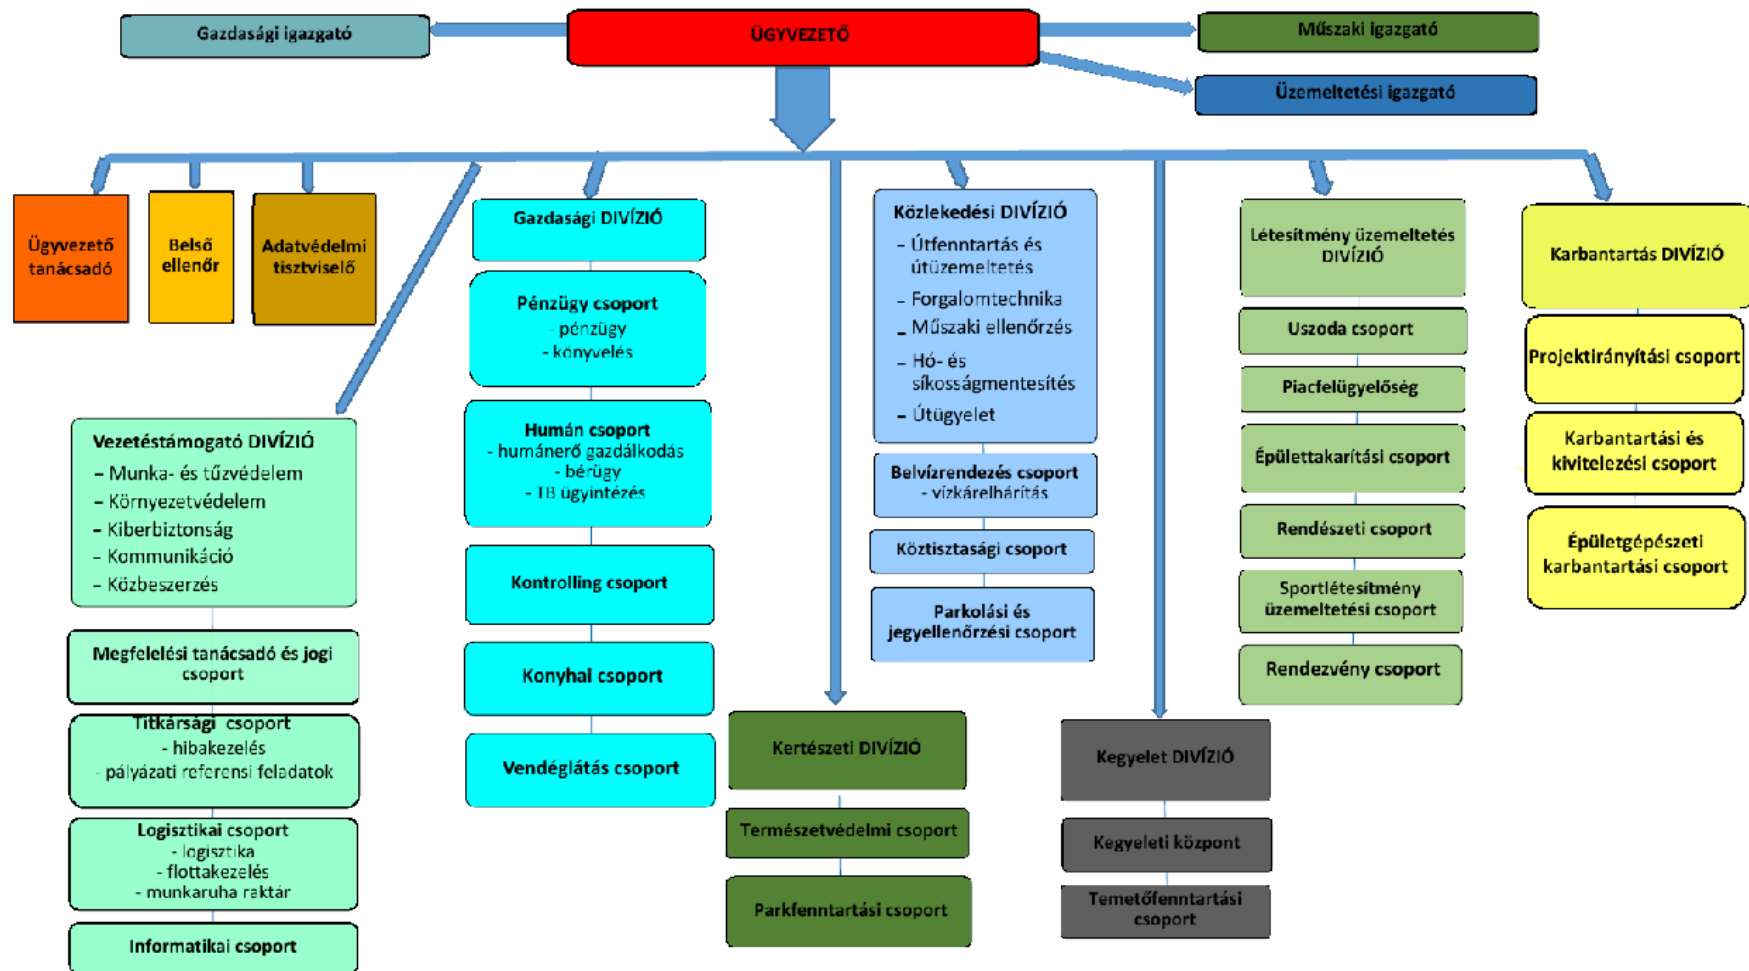 Gazdasági igazgató
ÜGYVEZETŐ
Műszaki igazgató
Üzemeltetési igazgató
Ügyvezető
tanácsadó
Belső
ellenőr
Adatvédelmi
tisztviselő
Vezetéstámogató DIVÍZIÓ
– Munka- és tűzvédelem
– Környezetvédelem
– Kiberbiztonság
– Kommunikáció
– Közbeszerzés
Megfelelési tanácsadó és jogi
csoport
Titkársági csoport
- hibakezelés
- pályázati referensi feladatok
Logisztikai csoport
- logisztika
- flottakezelés
- munkaruha raktár
Informatikai csoport
Gazdasági DIVÍZIÓ
Pénzügy csoport
- pénzügy
- könyvelés
Humán csoport
- humánerő gazdálkodás
- bérügy
- TB ügyintézés
Kontrolling csoport
Konyhai csoport
Vendéglátás csoport
Kertészeti DIVÍZIÓ
Természetvédelmi csoport
Parkfenntartási csoport
Közlekedési DIVÍZIÓ
– Útfenntartás és
útüzemeltetés
– Forgalomtechnika
– Műszaki ellenőrzés
– Hó- és
síkosságmentesítés
– Útügyelet
Belvízrendezés csoport
- vízkárelhárítás
Köztisztasági csoport
Parkolási és
jegyellenőrzési csoport
Kegyelet DIVÍZIÓ
Kegyeleti központ
Temetőfenntartási
csoport
Létesítmény üzemeltetés
DIVÍZIÓ
Uszoda csoport
Piacfelügyelőség
Épülettakarítási csoport
Rendészeti csoport
Sportlétesítmény
üzemeltetési csoport
Rendezvény csoport
Karbantartás DIVÍZIÓ
Projektirányítási csoport
Karbantartási és
kivitelezési csoport
Épületgépészeti
karbantartási csoport